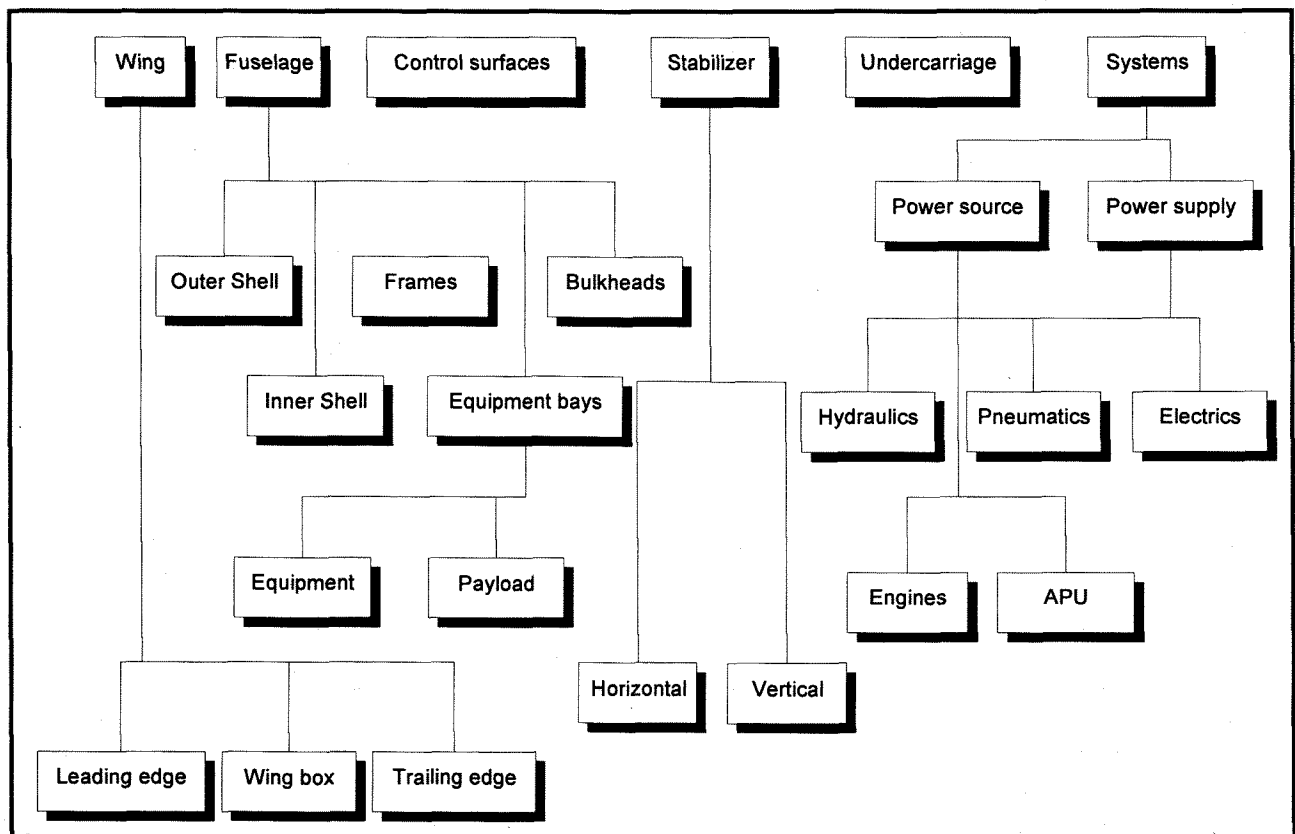 Wing
Fuselage
Control surfaces
Stabilizer
Undercarriage
Systems
Power source
Power supply
Outer Shell
Frames
Bulkheads
Inner Shell
Equipment bays
Hydraulics
Pneumatics
Electrics
Equipment
Payload
Engines
APU
Horizontal
Vertical
Leading edge
Wing box
Trailing edge